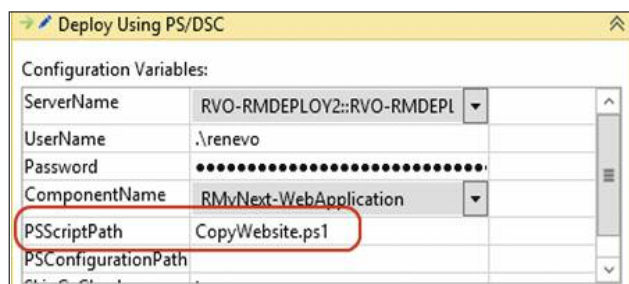 Deploy Using PS/DSC
Configuration Variables:
ServerName RVO-RMDEPLOY2::RVO-RMDEPL
UserName .\renevo
Password ••••••••••••••••••••••••••••••
ComponentName RMvNext-WebApplication
PSScriptPath CopyWebsite.ps1
PSConfigurationPath